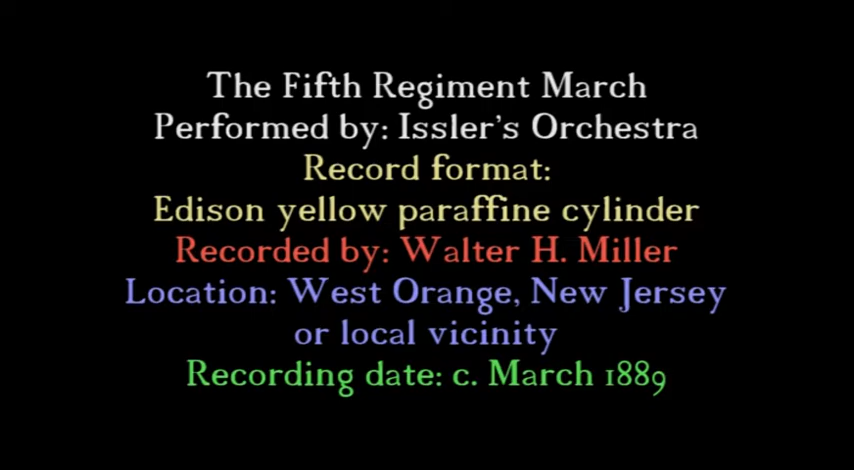 The Fifth Regiment March
Performed by: Issler's Orchestra
Record format:
Edison yellow paraffine cylinder
Recorded by: Walter H. Miller
Location: West Orange, New Jersey
or local vicinity
Recording date: c. March 1889